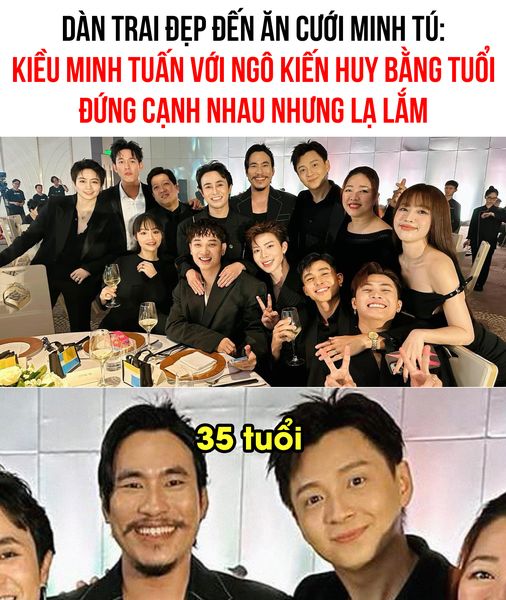 DÀN TRAI ĐẸP ĐẾN ĂN CƯỚI MINH TÚ:
KIỀU MINH TUẤN VỚI NGÔ KIẾN HUY BẰNG TUỔI
ĐỨNG CẠNH NHAU NHƯNG LẠ LẮM
35 tuổi